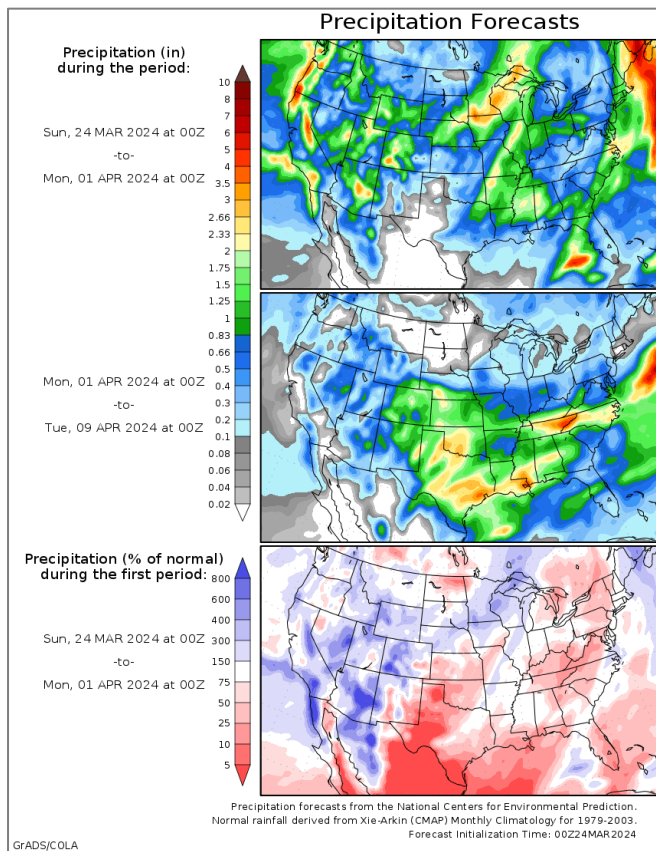 Precipitation Forecasts
Precipitation (in)
during the period:
Sun, 24 MAR 2024 at 00Z
-to-
Mon, 01 APR 2024 at 00Z
10
8
7
6
5
4
3.5
3
2.66
2.33
2
1.75
1.5
1.25
1
0.83
0.66
0.5
0.4
0.3
0.2
0.1
0.08
0.06
0.04
0.02
Mon, 01 APR 2024 at 00Z
-to-
Tue, 09 APR 2024 at 00Z
Precipitation (% of normal)
during the first period:
Sun, 24 MAR 2024 at 00Z
-to-
Mon, 01 APR 2024 at 00Z
800
600
400
300
150
75
50
25
10
5
Precipitation forecasts from the National Centers for Environmental Prediction.
Normal rainfall derived from Xie-Arkin (CMAP) Monthly Climatology for 1979-2003.
Forecast Initialization Time: 00Z24MAR2024
GrADS/COLA